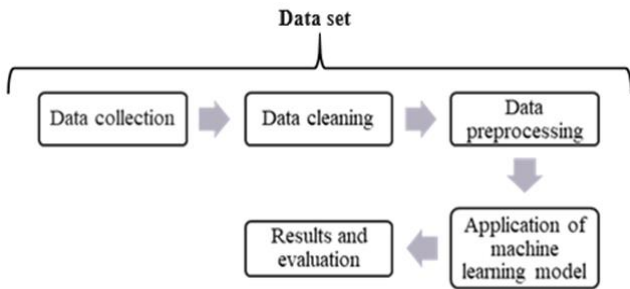 Data set
Data collection
Data cleaning
Data
preprocessing
Application of
machine
learning model
Results and
evaluation